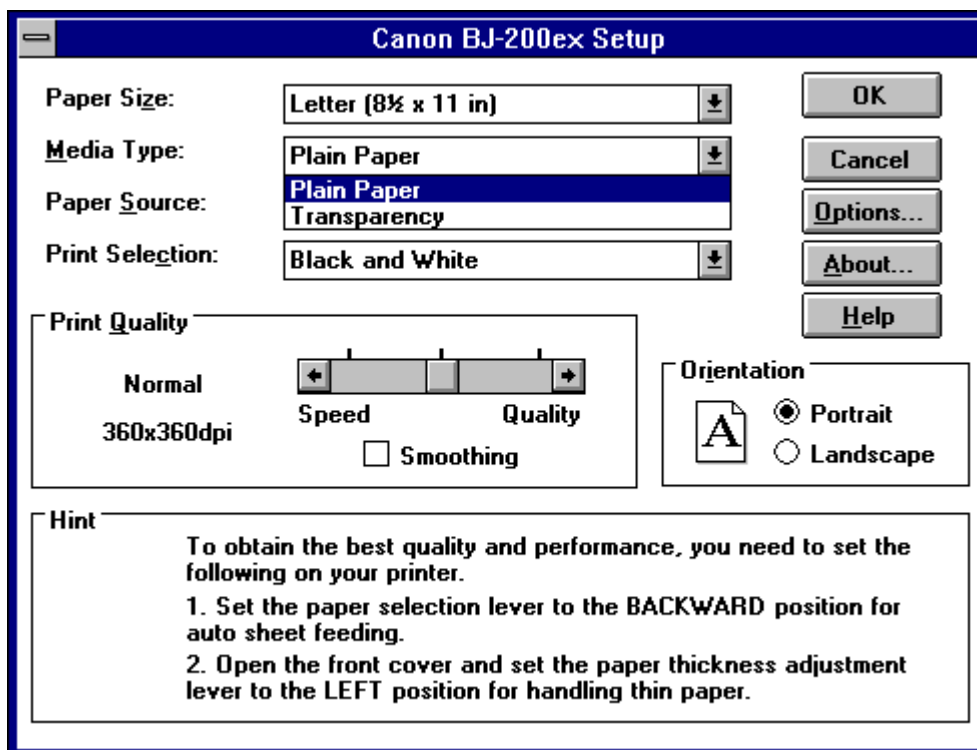 Canon BJ-200ex Setup
Paper Size:
Letter (8½ x 11 in)
OK
Media Type:
Plain Paper
Cancel
Plain Paper
Paper Source:
Transparency
Options...
Print Selection:
Black and White
About...
Help
Print Quality
Normal
360x360dpi
Speed
Quality
Smoothing
Orientation
A
Portrait
Landscape
Hint
To obtain the best quality and performance, you need to set the
following on your printer.
1. Set the paper selection lever to the BACKWARD position for
auto sheet feeding.
2. Open the front cover and set the paper thickness adjustment
lever to the LEFT position for handling thin paper.